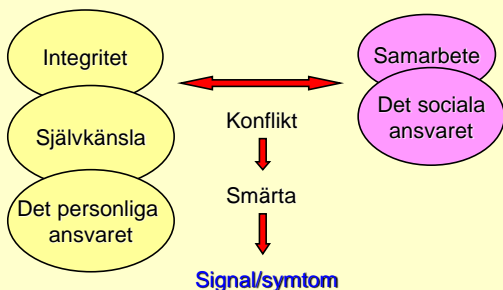 Integritet
Självkänsla
Det personliga
ansvaret
Samarbete
Det sociala
ansvaret
Konflikt
Smärta
Signal/symtom